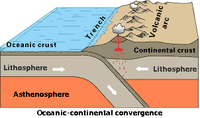 Trench
Volcanic
arc
Oceanic crust
Continental crust
Lithosphere
Lithosphere
Asthenosphere
Oceanic-continental convergence